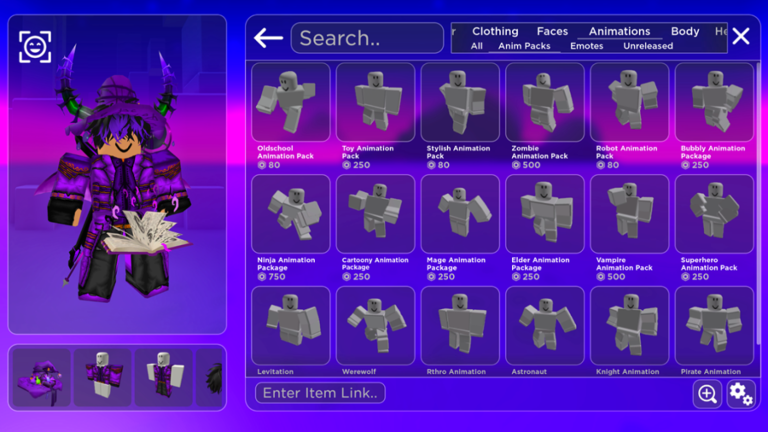 Search..
r Clothing Faces Animations Body He
All Anim Packs Emotes Unreleased
Oldschool
Animation Pack
80
Toy Animation
Pack
250
Stylish Animation
Pack
80
Zombie
Animation Pack
500
Robot Animation
Pack
80
Bubbly Animation
Package
250
Ninja Animation
Package
750
Cartoony Animation
Package
250
Mage Animation
Package
250
Elder Animation
Package
250
Vampire
Animation Pack
500
Superhero
Animation Pack
250
Levitation
Werewolf
Rthro Animation
Astronaut
Knight Animation
Pirate Animation
Enter Item Link..